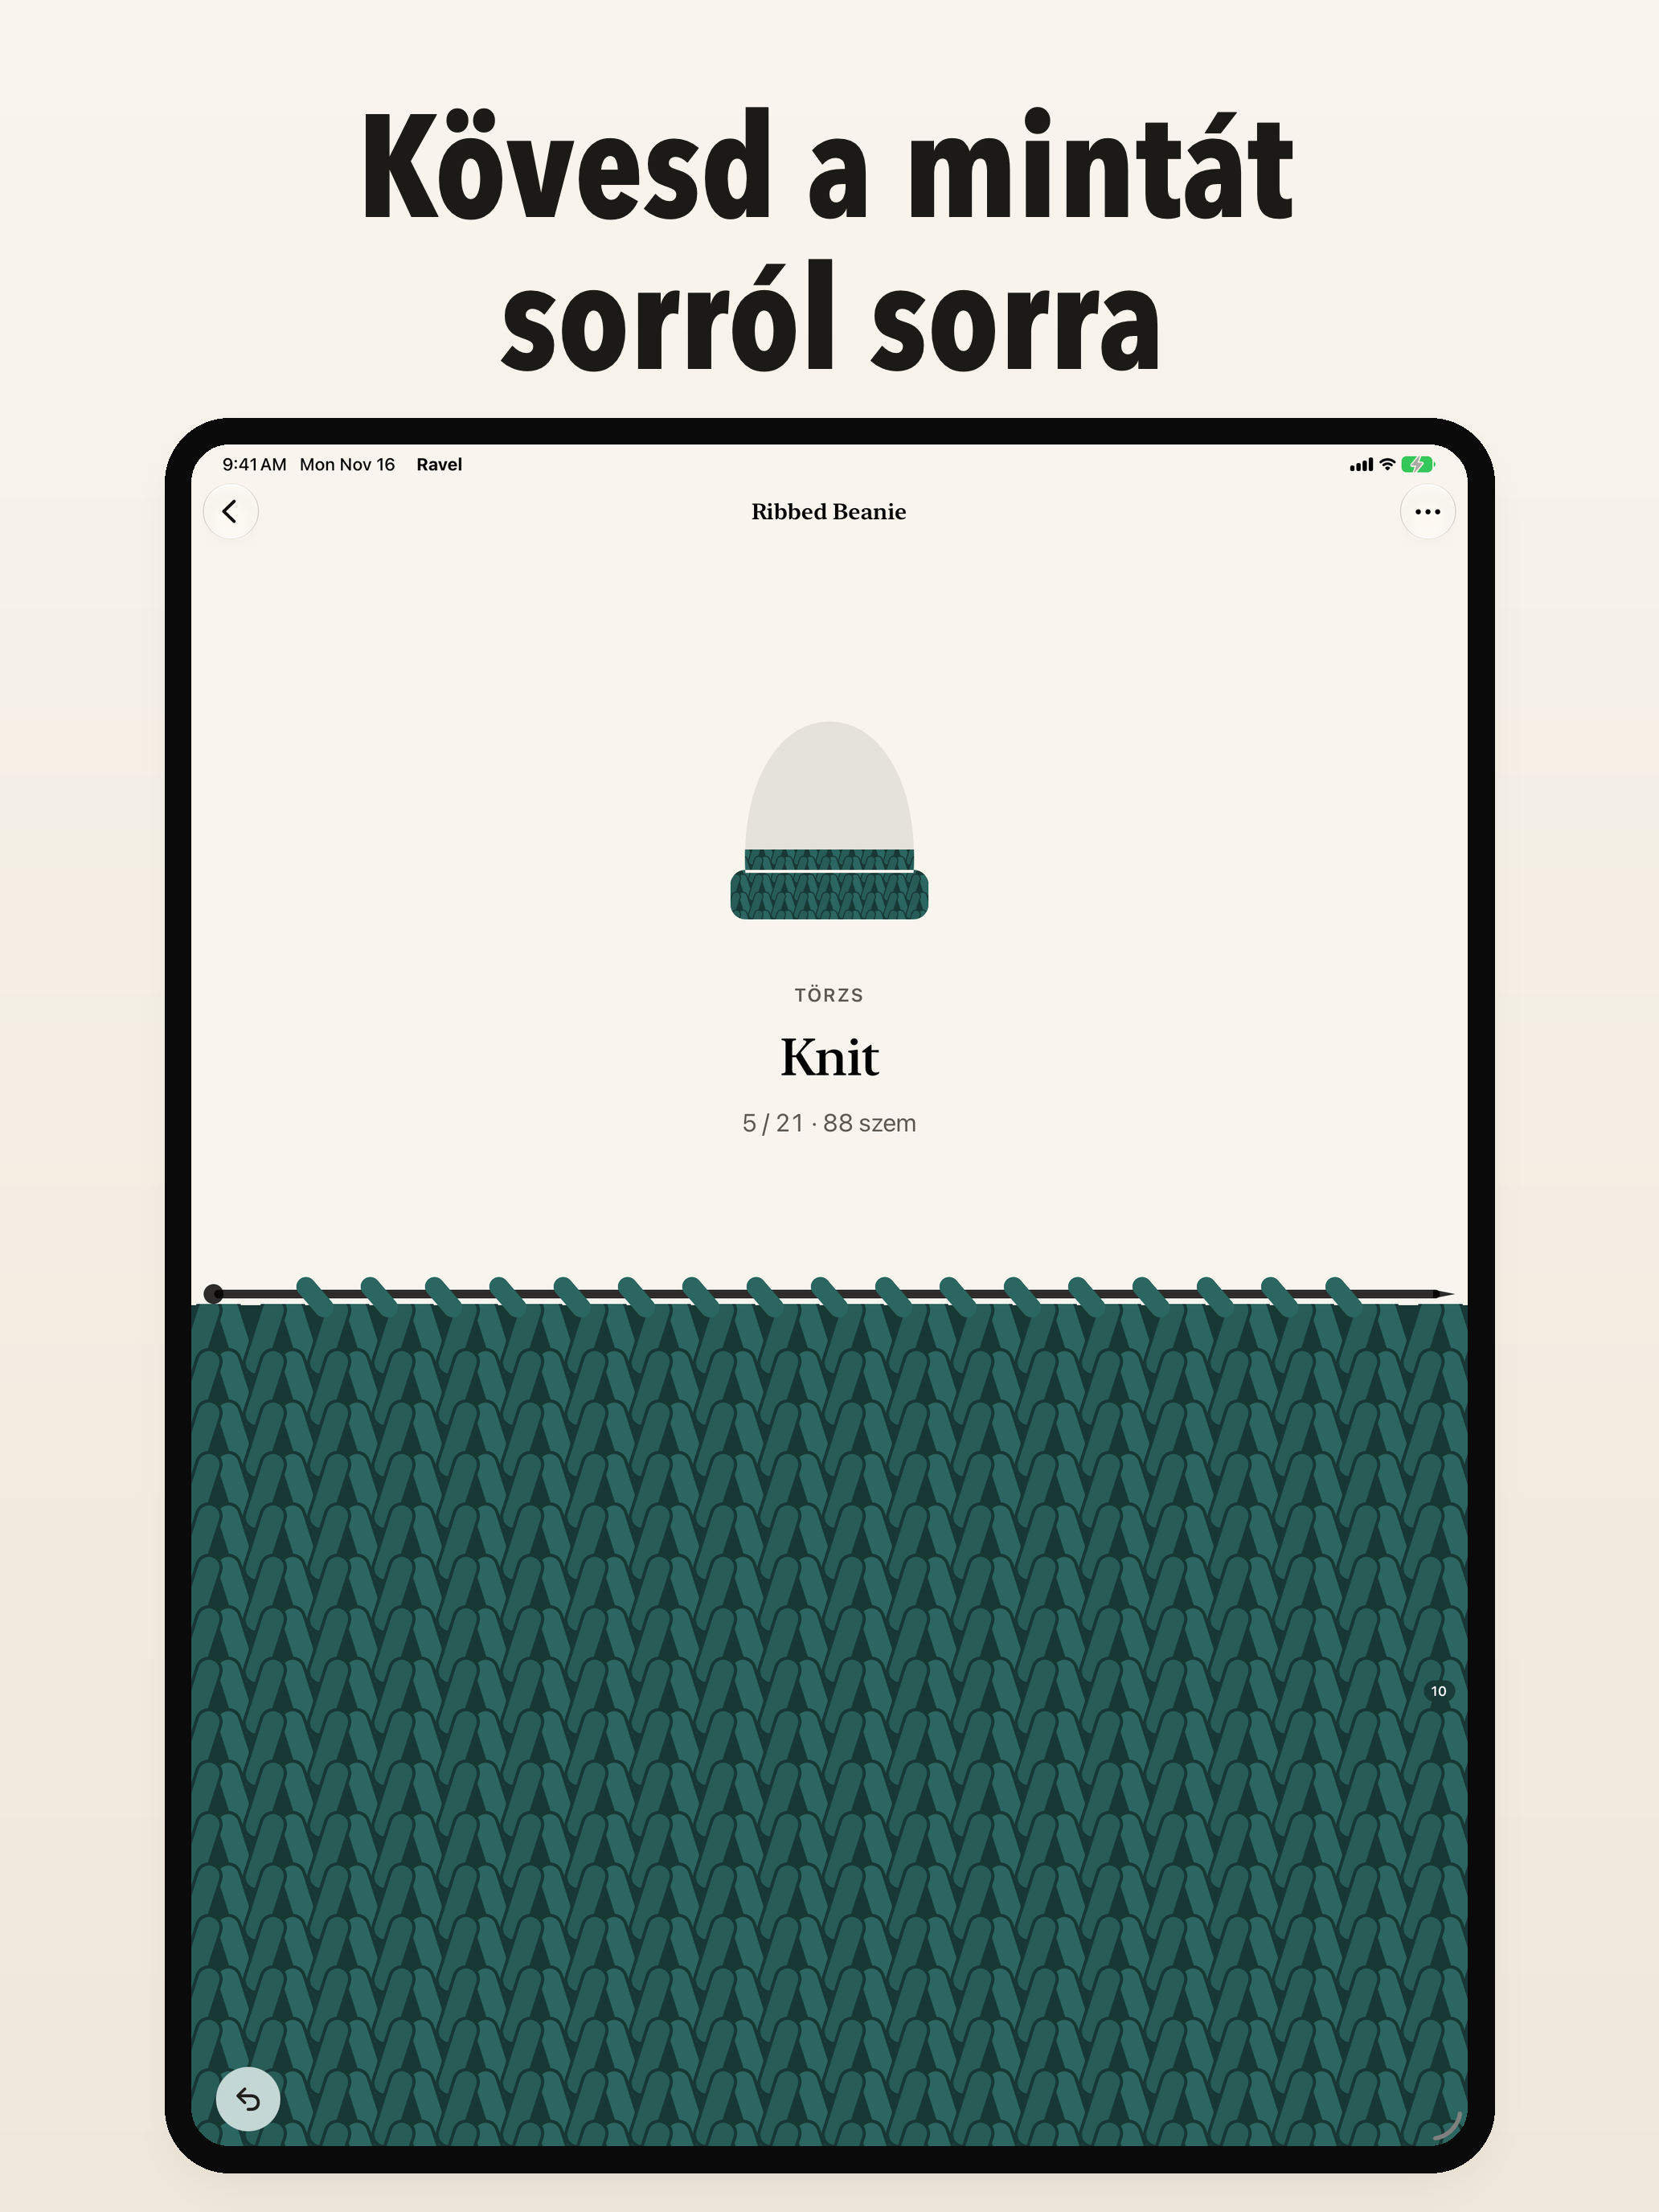 Kövesd a mintát
sorról sorra
9:41 AM Mon Nov 16 Ravel
Ribbed Beanie
TÖRZS
Knit
5 / 21 · 88 szem
10